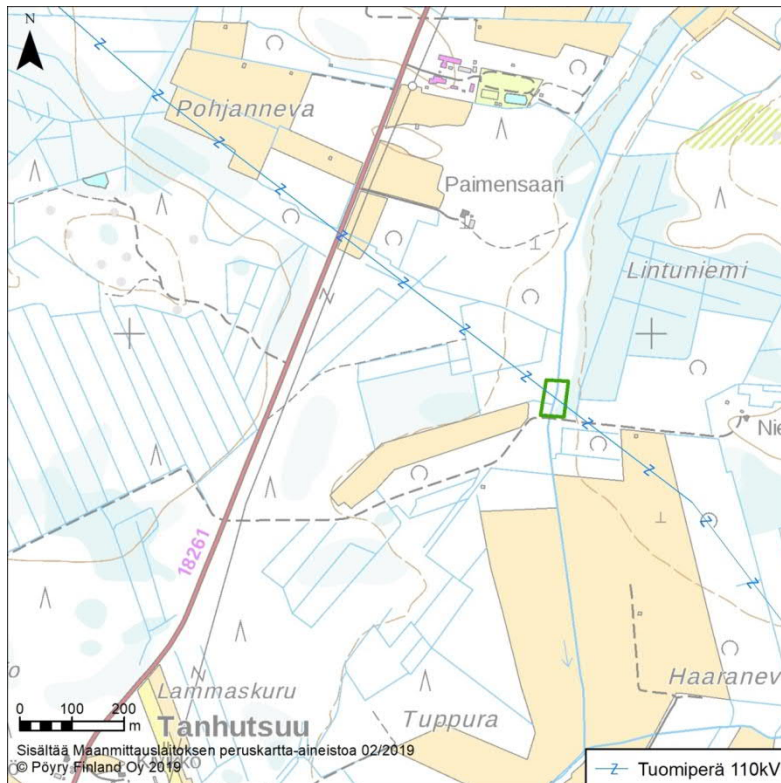 N
Pohjanneva
Paimensaari
Lintuniemi
Nie
18261
Haaranev
Lammaskuru
Tanhutsuu
Tuppura
0 100 200
m
Sisältää Maanmittauslaitoksen peruskartta-aineistoa 02/2019
© Pöyry Finland Oy 2019
Z Tuomiperä 110kV